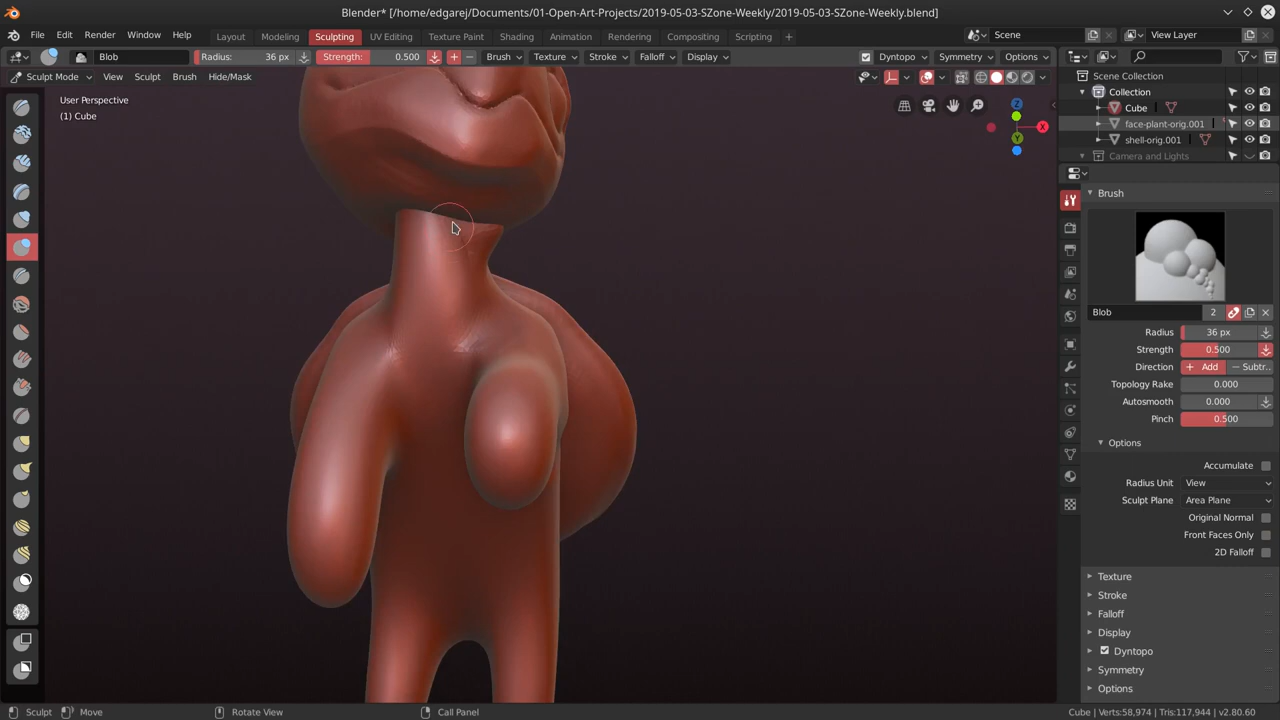 Blender* [/home/edgarej/Documents/01-Open-Art-Projects/2019-05-03-SZone-Weekly/2019-05-03-SZone-Weekly.blend]
File Edit Render Window Help Layout Modeling Sculpting UV Editing Texture Paint Shading Animation Rendering Compositing Scripting Scene View Layer
Blob Radius: 36 px Strength: 0.500 Brush Texture Stroke Falloff Display Dyntopo Symmetry Options
Sculpt Mode View Sculpt Brush Hide/Mask
Scene Collection
Collection
Cube
face-plant-orig.001
shell-orig.001
Camera and Lights
User Perspective
(1) Cube
Z
X
Y
Brush
Blob 2
Radius 36 px
Strength 0.500
Direction + Add − Subtr..
Topology Rake 0.000
Autosmooth 0.000
Pinch 0.500
Options
Accumulate
Radius Unit View
Sculpt Plane Area Plane
Original Normal
Front Faces Only
2D Falloff
Texture
Stroke
Falloff
Display
Dyntopo
Symmetry
Options
Sculpt Move Rotate View Call Panel Cube | Verts:58,974 | Tris:117,944 | v2.80.60